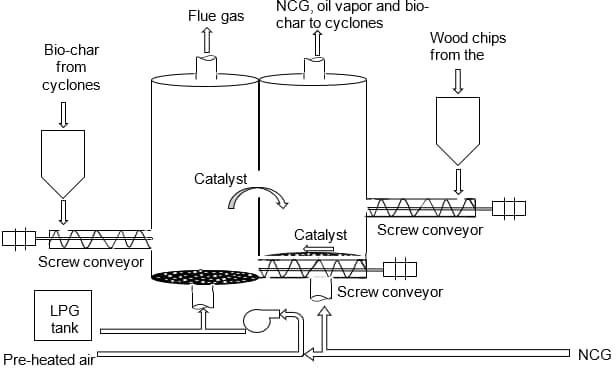 Flue gas
NCG, oil vapor and bio-
char to cyclones
Bio-char
from
cyclones
Wood chips
from the
Catalyst
Catalyst
Screw conveyor
Screw conveyor
Screw conveyor
LPG
tank
Pre-heated air
NCG